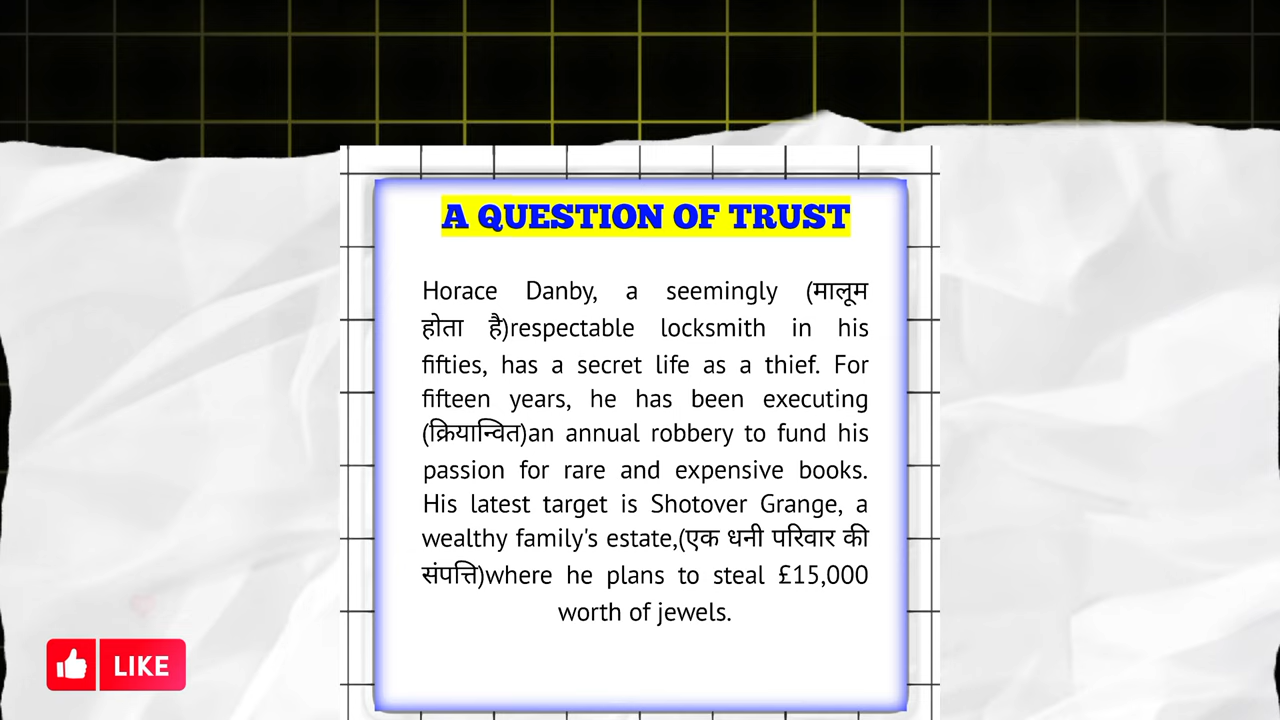 A QUESTION OF TRUST
Horace Danby, a seemingly (मालूम
होता है)respectable locksmith in his
fifties, has a secret life as a thief. For
fifteen years, he has been executing
(क्रियान्वित)an annual robbery to fund his
passion for rare and expensive books.
His latest target is Shotover Grange, a
wealthy family's estate,(एक धनी परिवार की
संपत्ति)where he plans to steal £15,000
worth of jewels.
LIKE